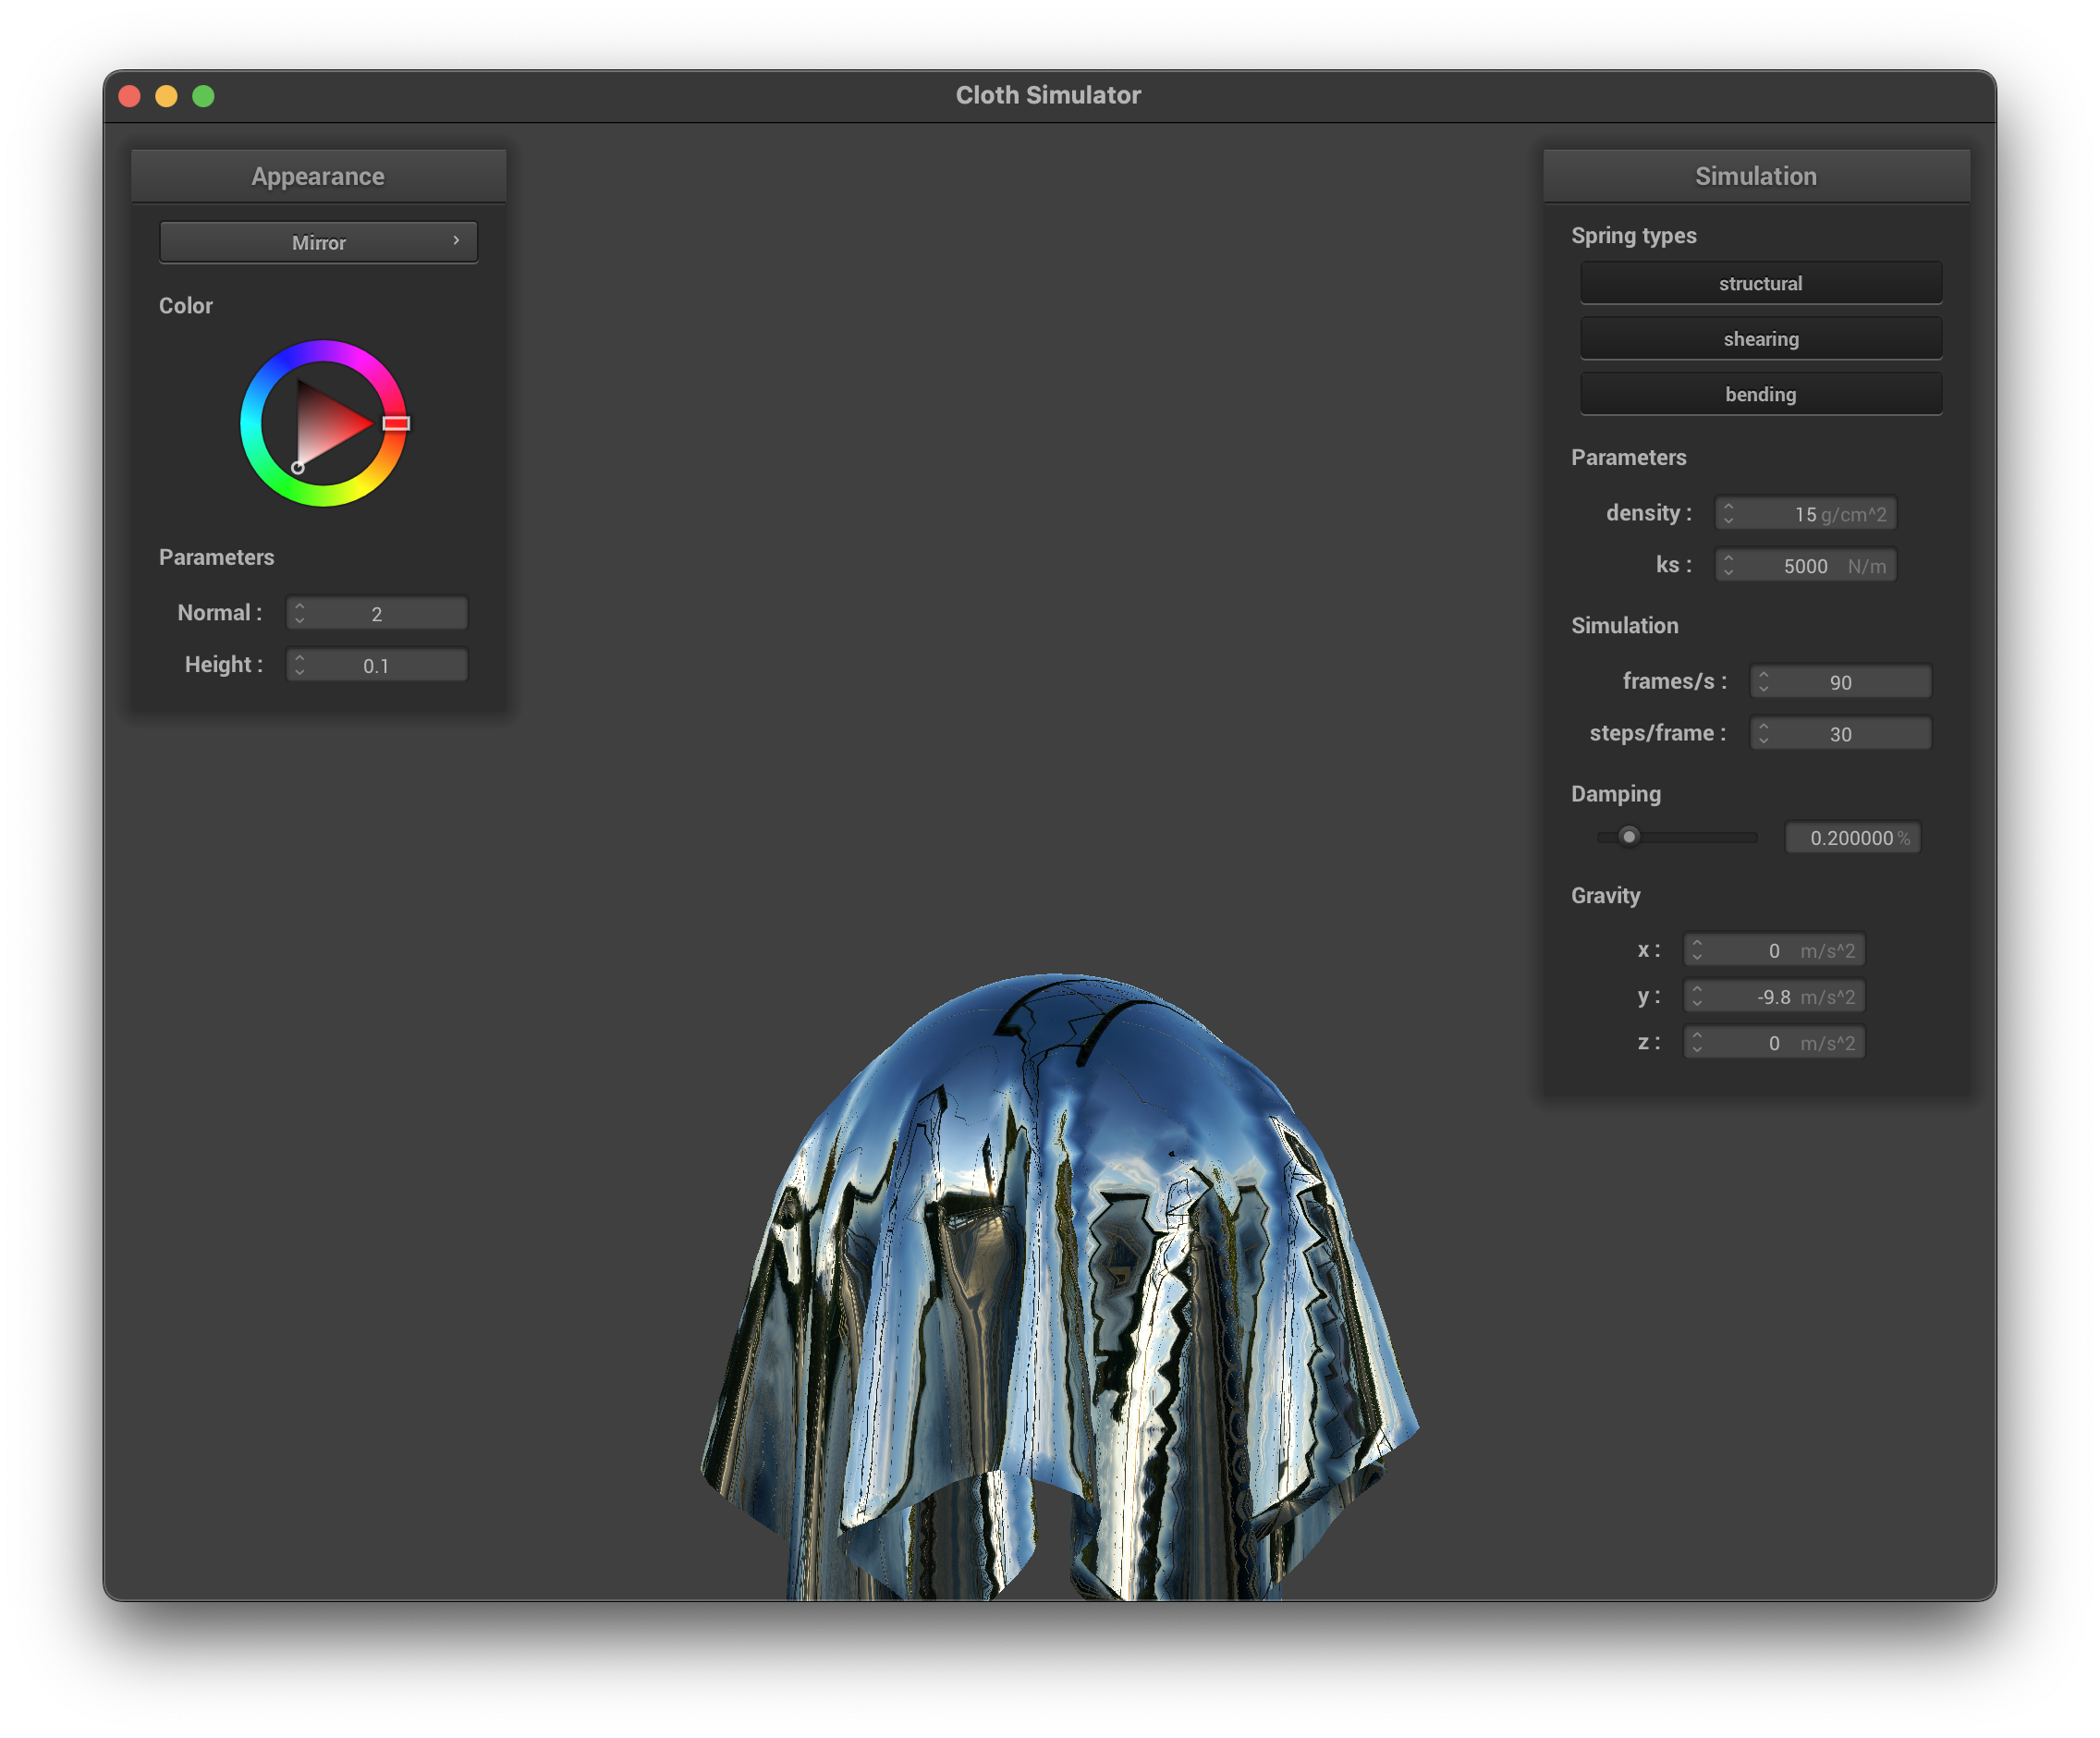 Cloth Simulator
Appearance
Mirror
Color
Parameters
Normal : 2
Height : 0.1
Simulation
Spring types
structural
shearing
bending
Parameters
density : 15 g/cm^2
ks : 5000 N/m
Simulation
frames/s : 90
steps/frame : 30
Damping
0.200000 %
Gravity
x : 0 m/s^2
y : -9.8 m/s^2
z : 0 m/s^2